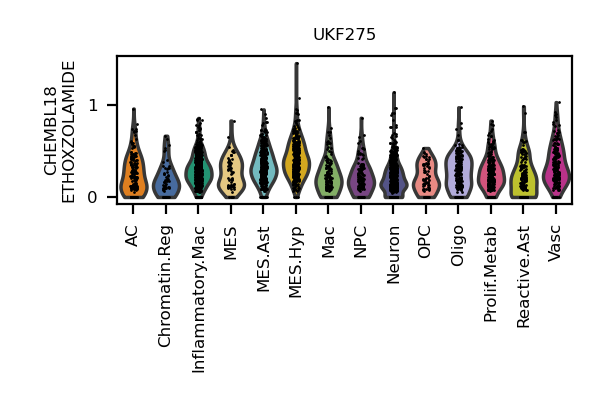 UKF275
CHEMBL18
ETHOXZOLAMIDE
1
0
AC
Chromatin.Reg
Inflammatory.Mac
MES
MES.Ast
MES.Hyp
Mac
NPC
Neuron
OPC
Oligo
Prolif.Metab
Reactive.Ast
Vasc